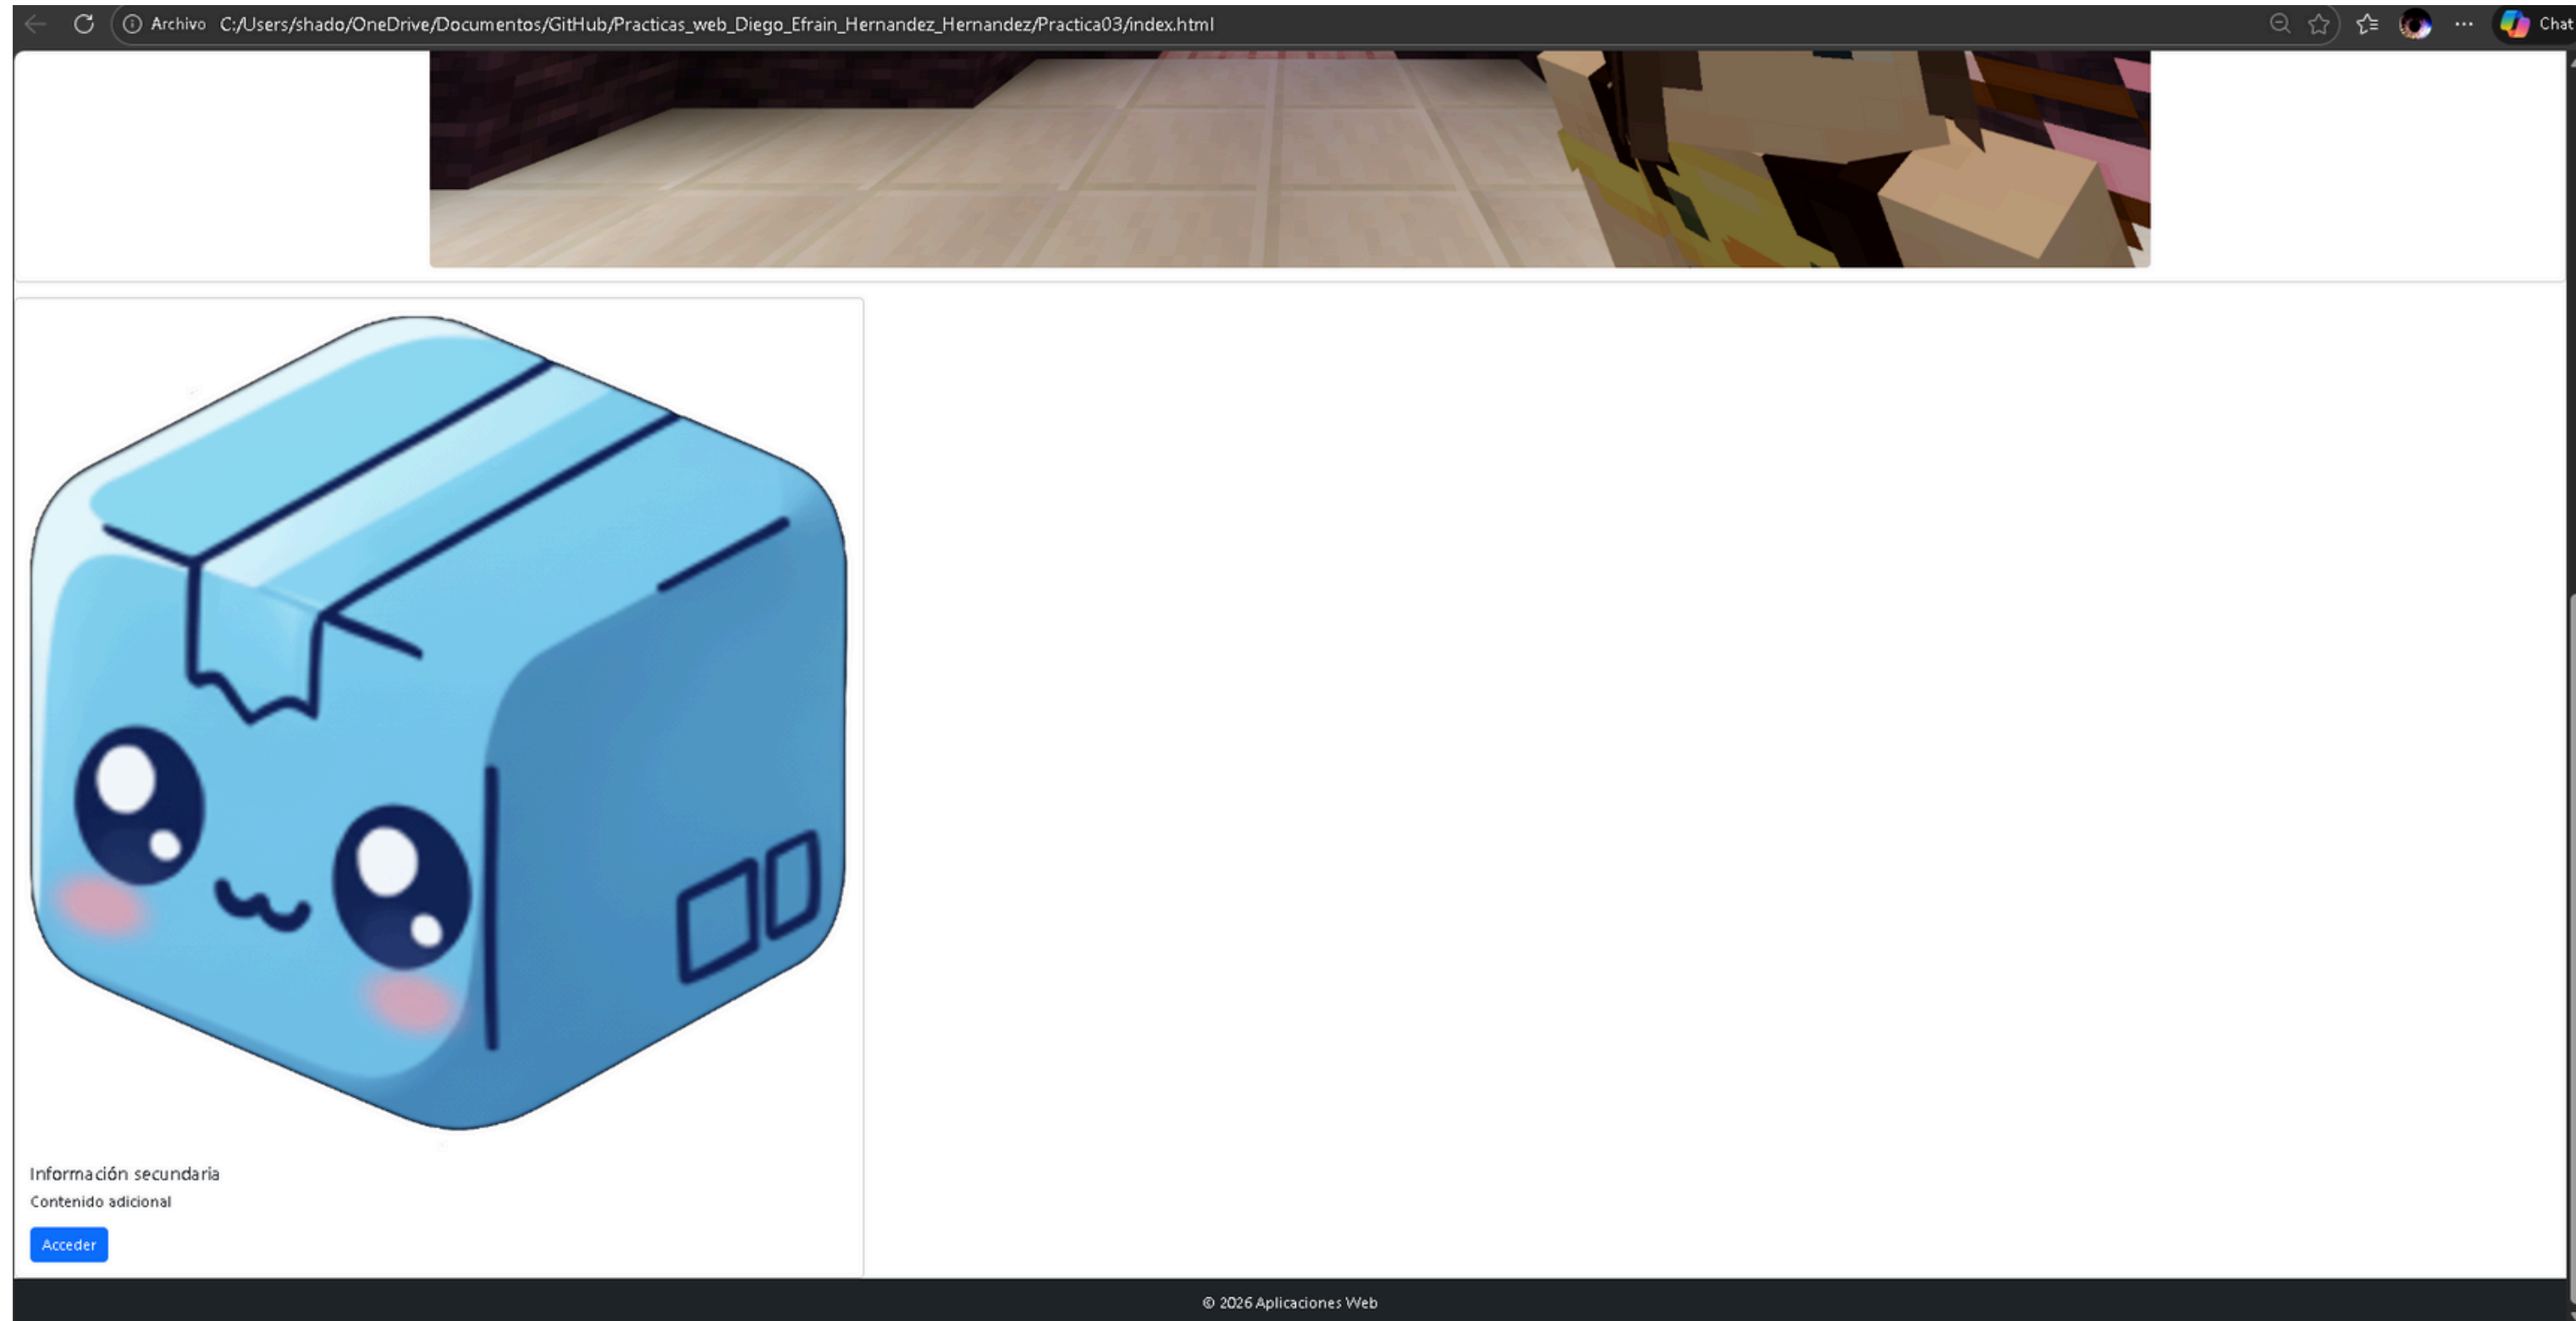 Archivo C:/Users/shado/OneDrive/Documentos/GitHub/Practicas_web_Diego_Efrain_Hernandez_Hernandez/Practica03/index.html
Chat
Información secundaria
Contenido adicional
Acceder
© 2026 Aplicaciones Web